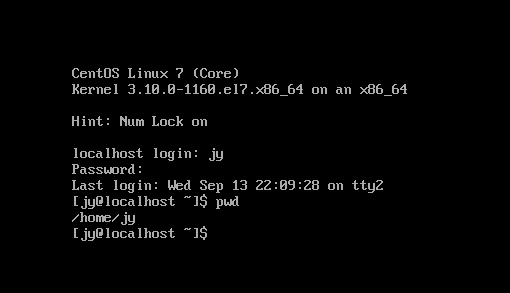 CentOS Linux 7 (Core)
Kernel 3.10.0-1160.el7.x86_64 on an x86_64
Hint: Num Lock on
localhost login: jy
Password:
Last login: Wed Sep 13 22:09:28 on tty2
[jy@localhost ~]$ pwd
/home/jy
[jy@localhost ~]$